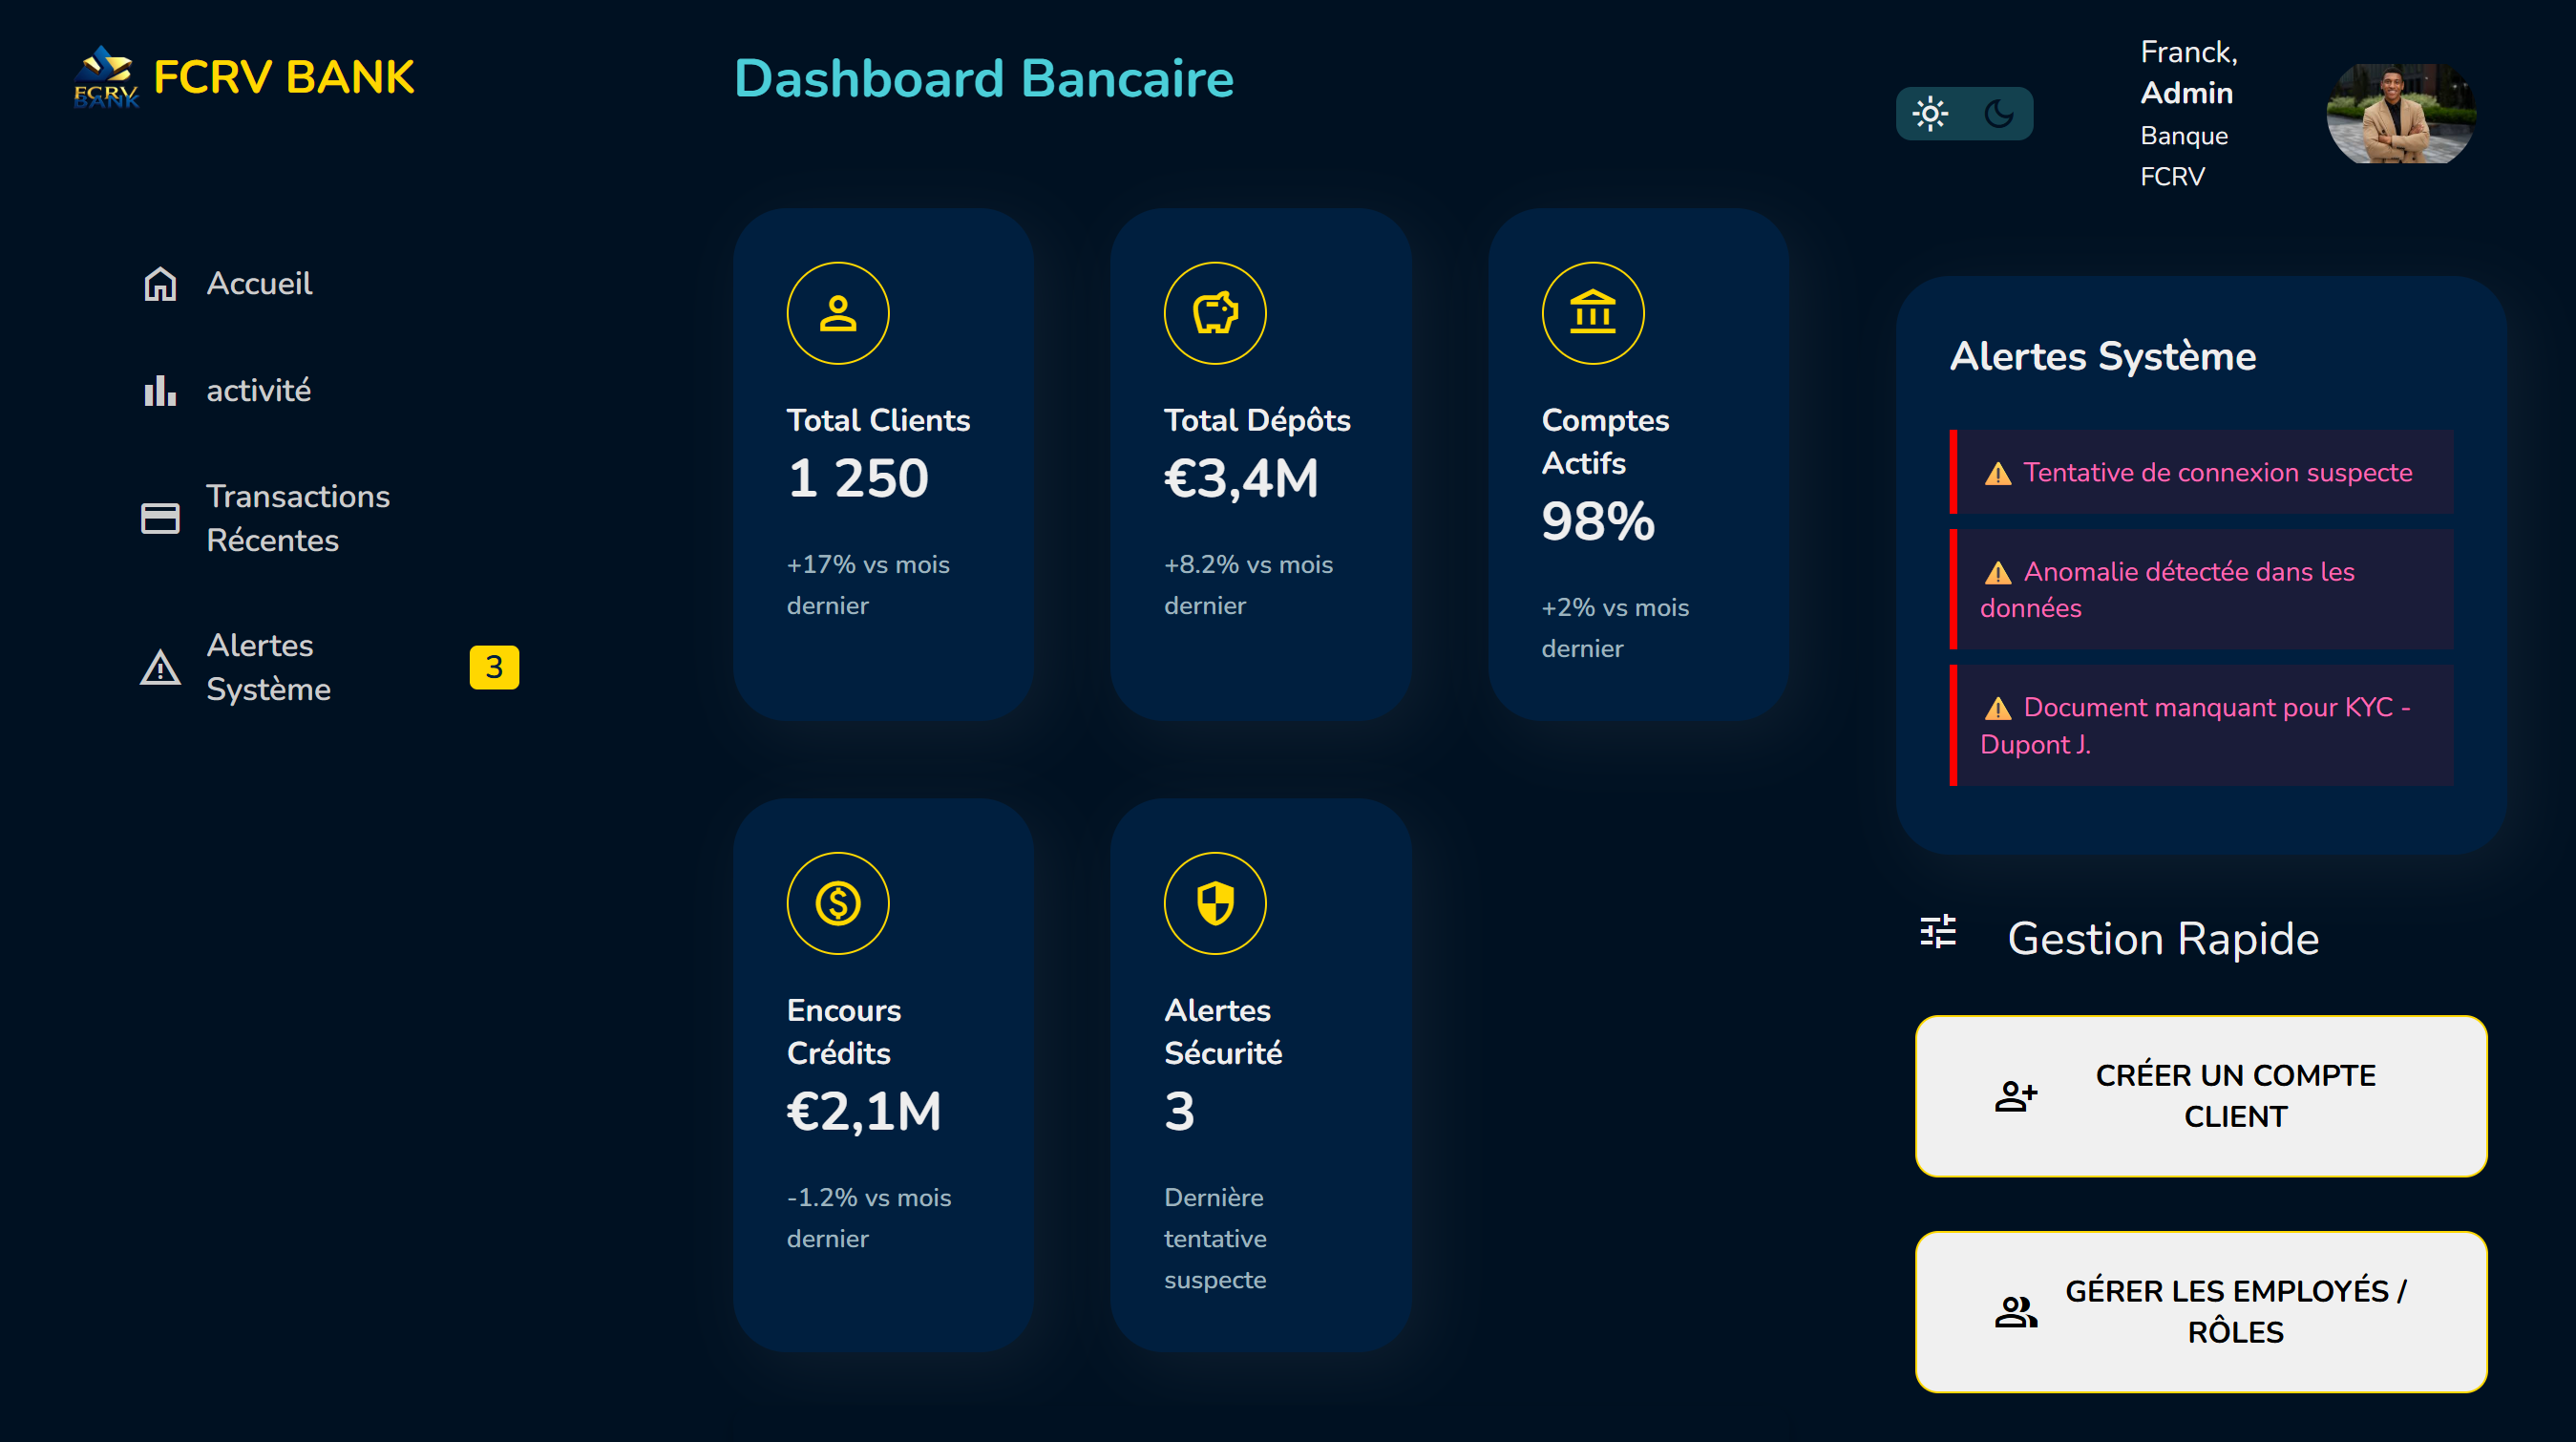 FCRV
BANK
FCRV BANK
Accueil
activité
Transactions
Récentes
Alertes
Système
3
Dashboard Bancaire
Total Clients
1 250
+17% vs mois
dernier
Total Dépôts
€3,4M
+8.2% vs mois
dernier
Comptes
Actifs
98%
+2% vs mois
dernier
Encours
Crédits
€2,1M
-1.2% vs mois
dernier
Alertes
Sécurité
3
Dernière
tentative
suspecte
Franck,
Admin
Banque
FCRV
Alertes Système
Tentative de connexion suspecte
Anomalie détectée dans les
données
Document manquant pour KYC -
Dupont J.
Gestion Rapide
CRÉER UN COMPTE
CLIENT
GÉRER LES EMPLOYÉS /
RÔLES